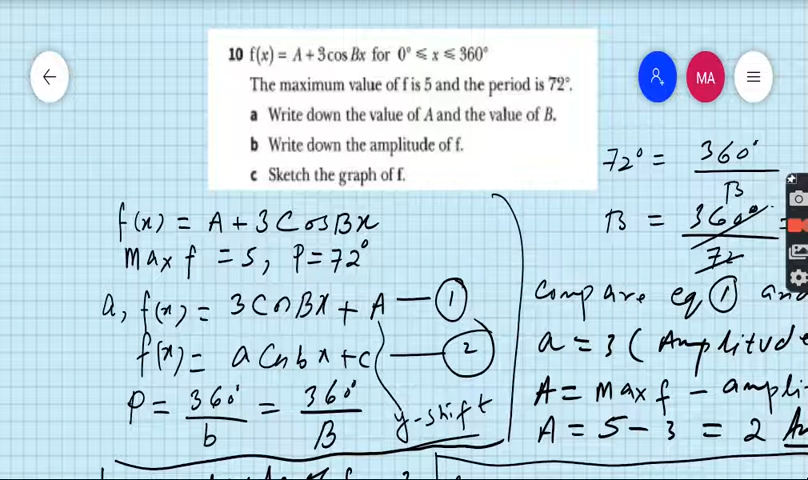 MA
10 f(x) = A + 3 cos Bx for 0° ⩽ x ⩽ 360°
The maximum value of f is 5 and the period is 72°.
a Write down the value of A and the value of B.
b Write down the amplitude of f.
c Sketch the graph of f.
f(x) = A + 3 Cos Bx
Max f = 5, P = 72°
a, f(x) = 3 Cos Bx + A — ①
f(x) = a Cos bx + c — ②
P = 360°/b = 360°/B
y-shift
72° = 360°/B
B = 360°/72 =
Compare eq ① and
a = 3 ( Amplitude
A = Max f - ampli
A = 5 - 3 = 2